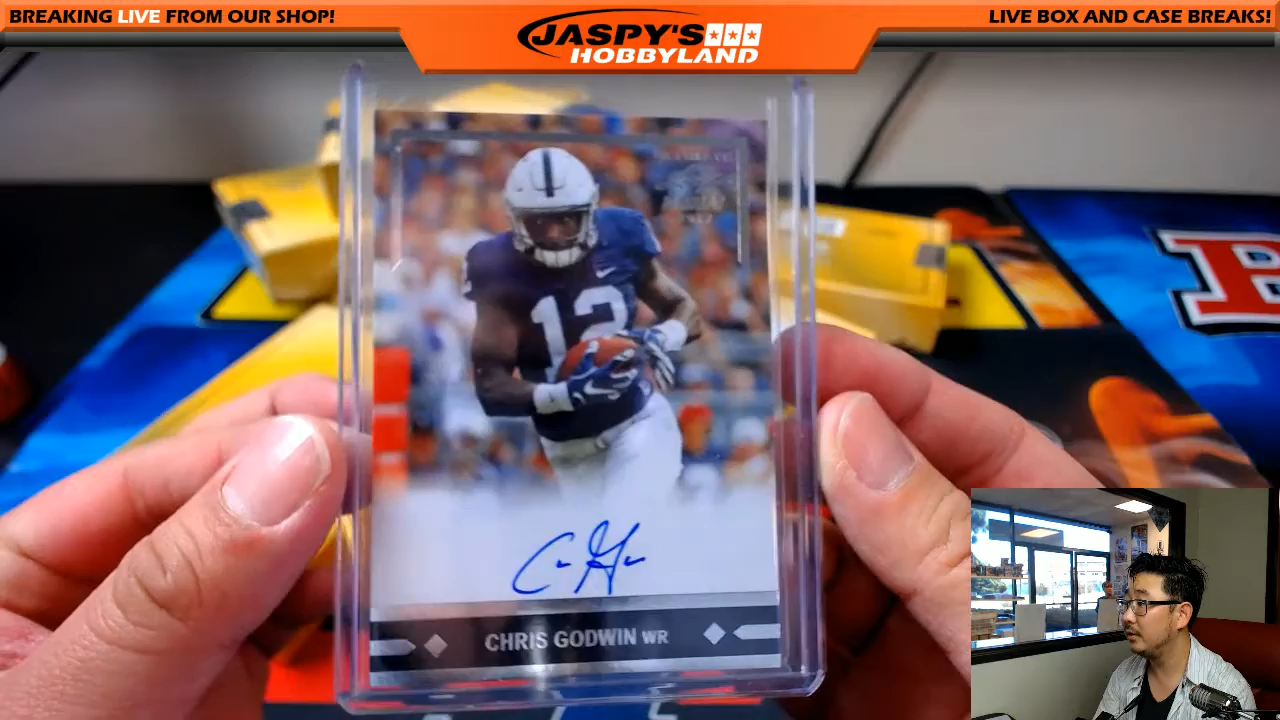 BREAKING LIVE FROM OUR SHOP!
JASPY'S
HOBBYLAND
LIVE BOX AND CASE BREAKS!
12
CHRIS GODWIN WR